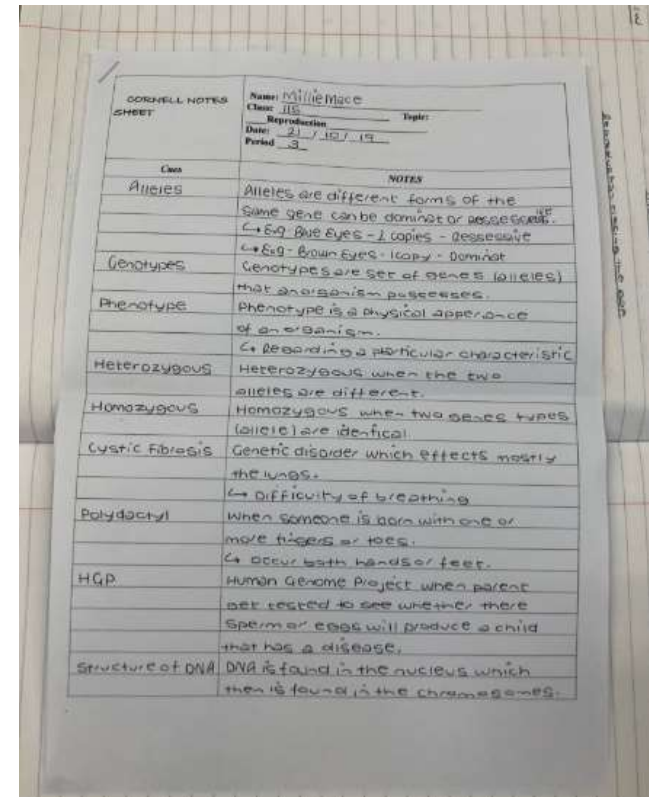 CORNELL NOTES
SHEET
Name: Millie Mace
Class: 115 Topic:
Reproduction
Date: 21 / 10 / 19
Period 3
Cues
NOTES
Alleles
Alleles are different forms of the
same gene can be dominat or
↳ E.g - Blue Eyes - 2 copies - Recessive
↳ E.g - Brown Eyes - 1 copy - Dominat
Genotypes
Genotypes are set of genes (alleles)
that an organism possesses.
Phenotype
Phenotype is a physical apperance
of an organism.
↳ Regarding a particular characteristic
Heterozygous
Heterozygous when the two
alleles are different.
Homozygous
Homozygous when two genes types
(allele) are identical
Cystic Fibrosis
Genetic disorder which effects mostly
the lungs.
↳ Difficulty of breathing
Polydactyl
When someone is born with one or
more fingers or toes.
↳ Occur both hands or feet.
HGP
Human Genome Project when parent
get tested to see whether there
sperm or eggs will produce a child
that has a disease.
Structure of DNA
DNA is found in the nucleus which
then is found in the chromosomes.